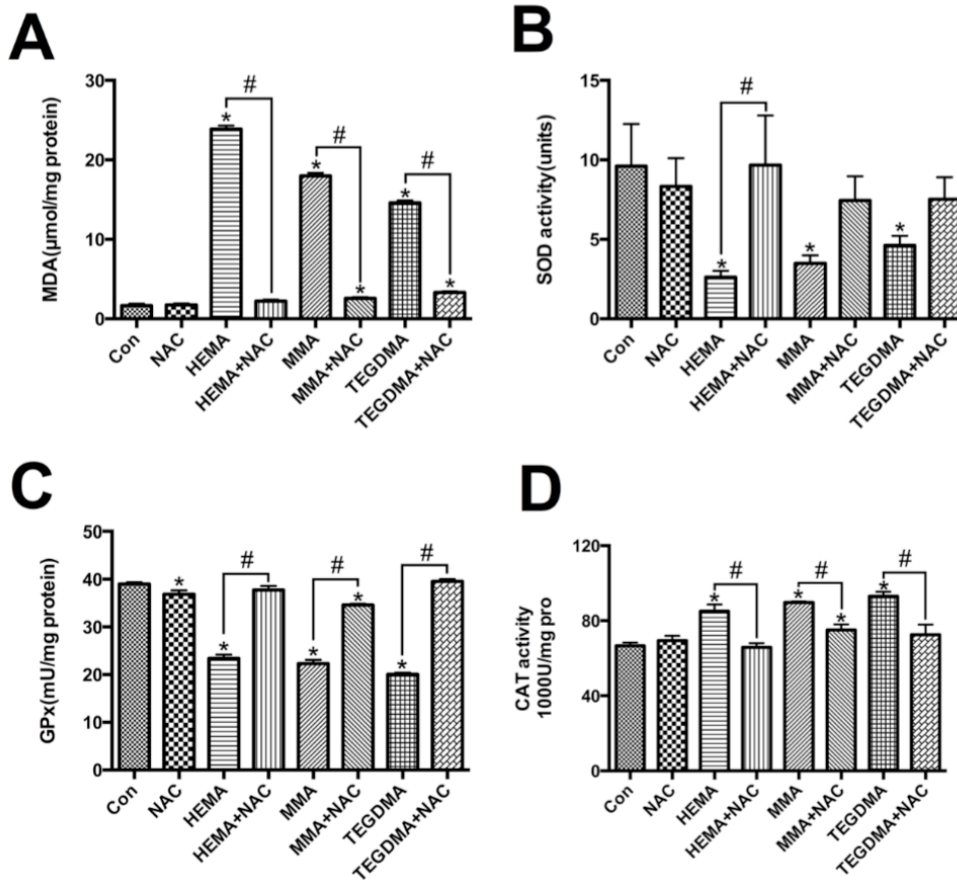 A
MDA(μmol/mg protein)
30
20
10
0
#
#
#
*
*
*
*
*
Con
NAC
HEMA
HEMA+NAC
MMA
MMA+NAC
TEGDMA
TEGDMA+NAC
B
SOD activity(units)
15
10
5
0
#
*
*
*
Con
NAC
HEMA
HEMA+NAC
MMA
MMA+NAC
TEGDMA
TEGDMA+NAC
C
GPx(mU/mg protein)
50
40
30
20
10
0
#
#
#
*
*
*
*
*
Con
NAC
HEMA
HEMA+NAC
MMA
MMA+NAC
TEGDMA
TEGDMA+NAC
D
CAT activity
1000U/mg pro
120
80
40
0
#
#
#
*
*
*
*
Con
NAC
HEMA
HEMA+NAC
MMA
MMA+NAC
TEGDMA
TEGDMA+NAC